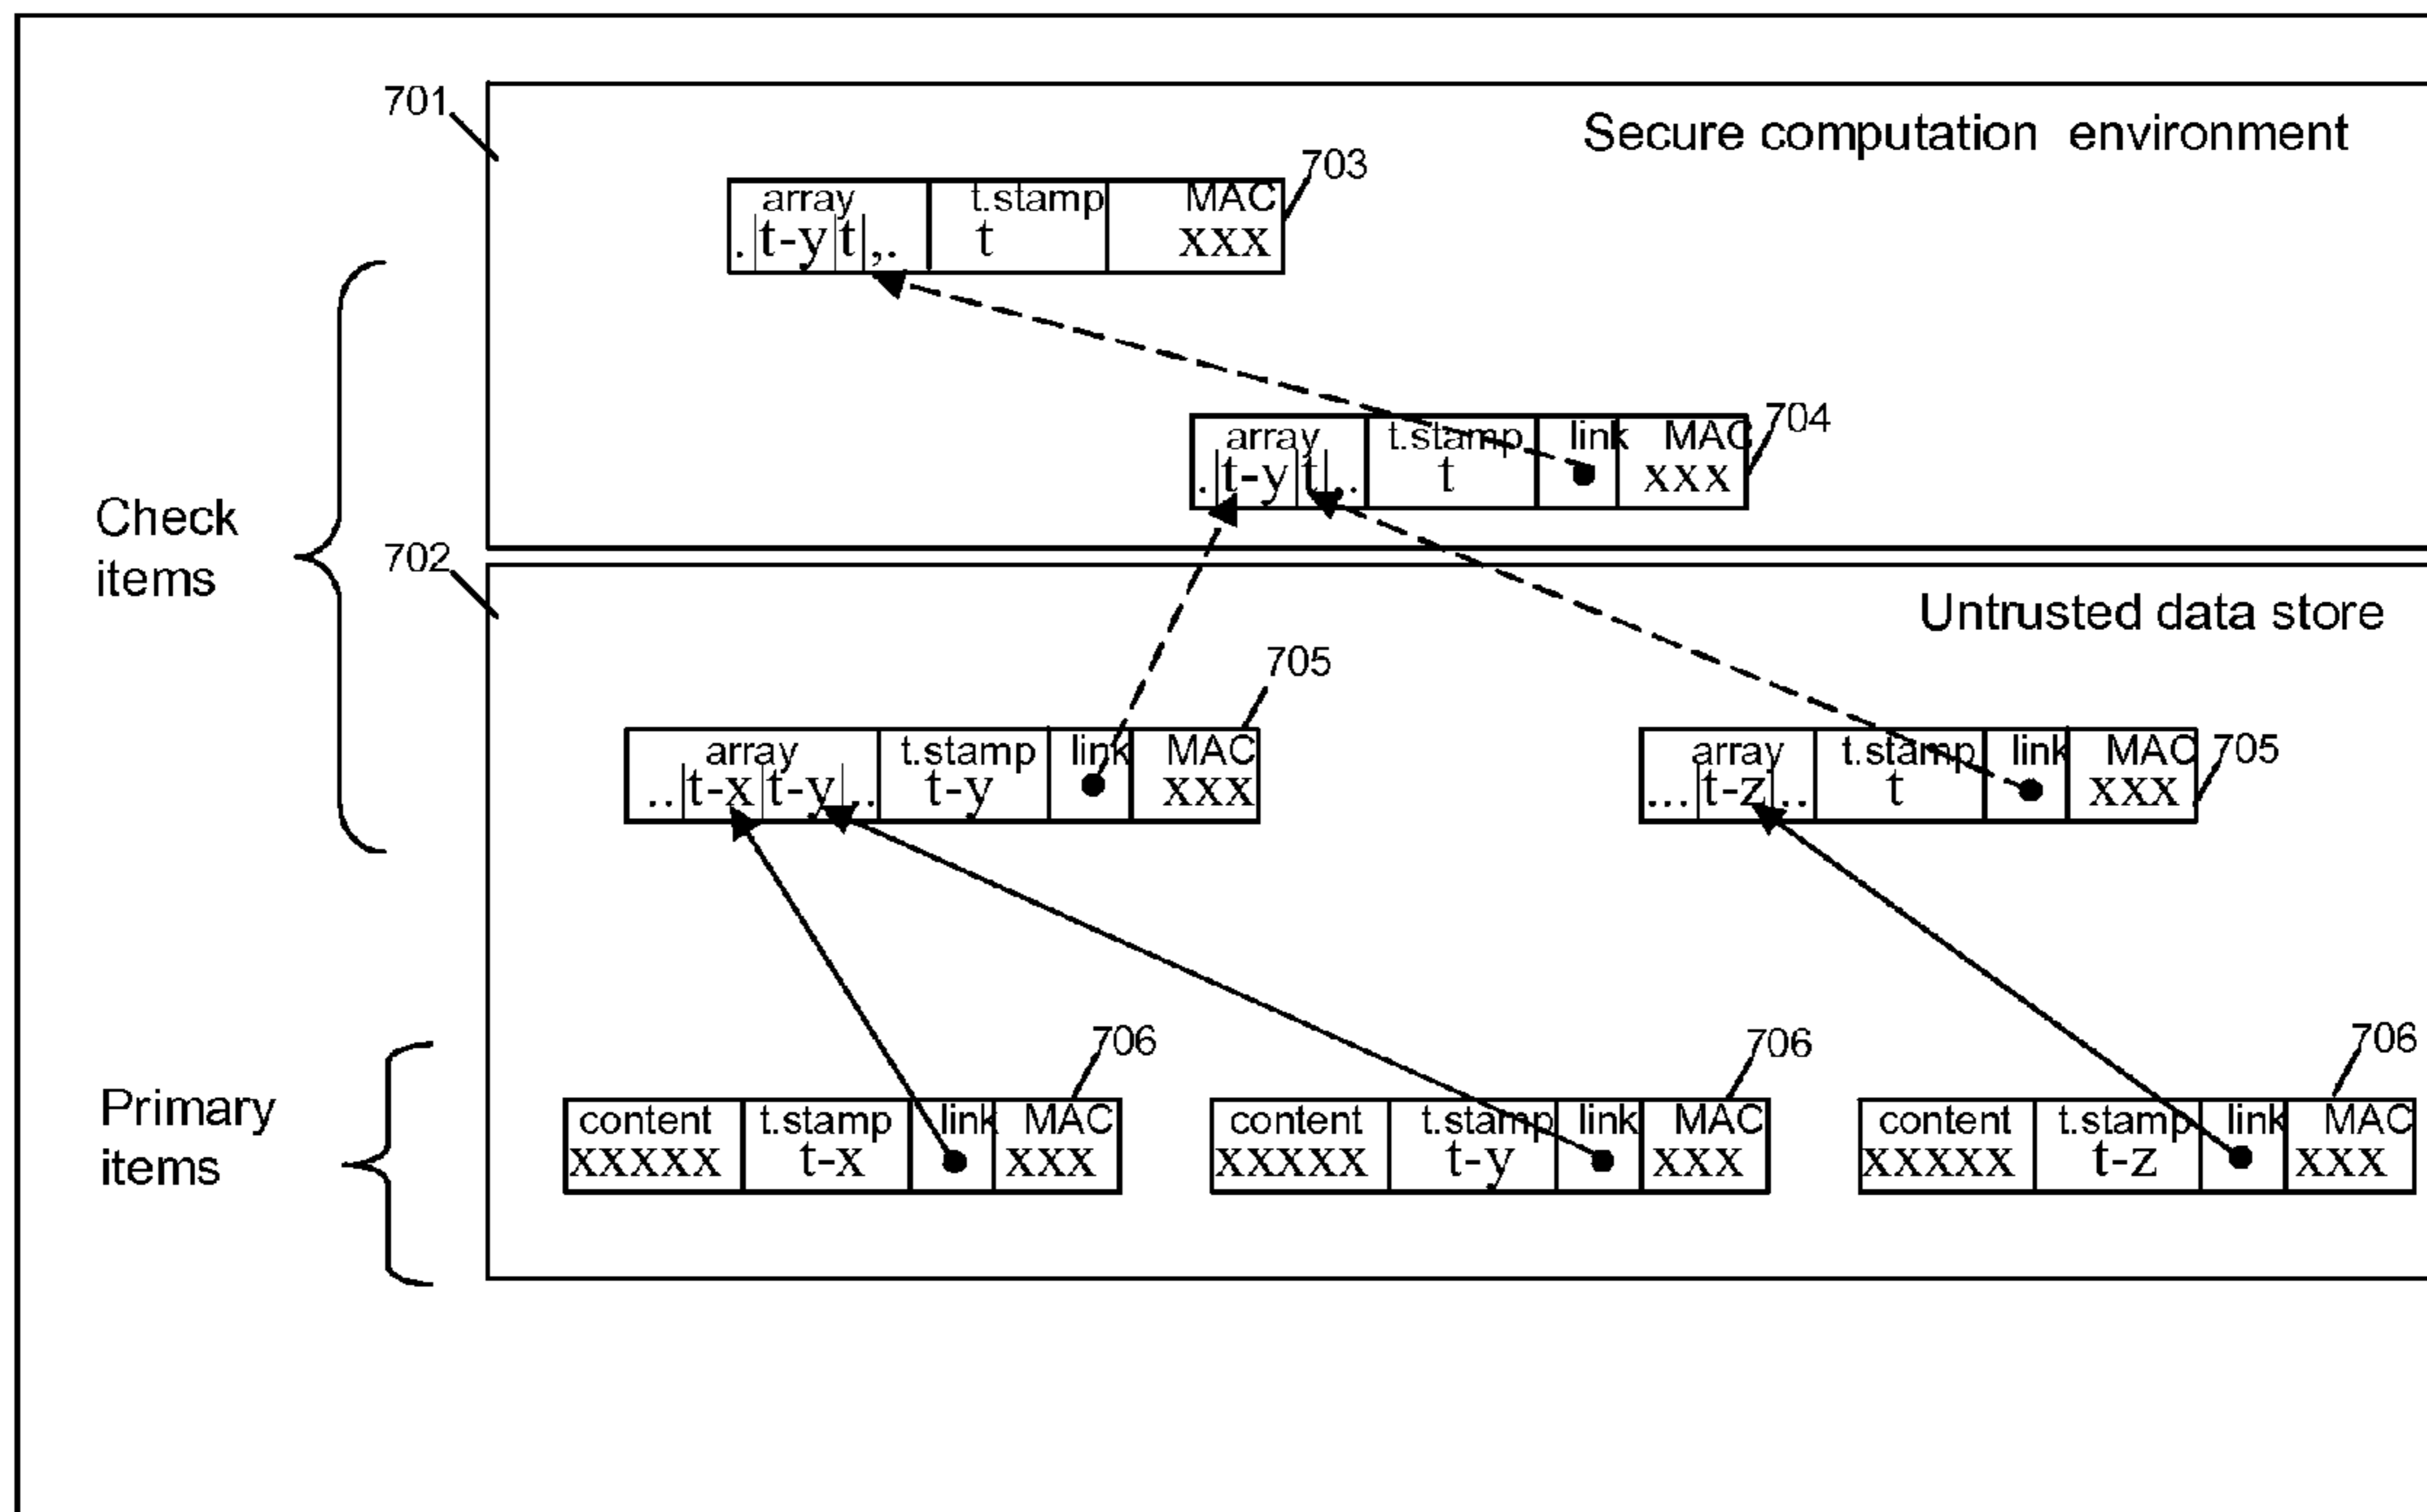 701
Secure computation environment
703
array t.stamp MAC
.|t-y|t|,. t xxx
704
array t.stamp link MAC
.|t-y|t|,. t xxx
Check
items
702
Untrusted data store
705
array t.stamp link MAC
..|t-x|t-y|.. t-y xxx
705
array t.stamp link MAC
...|t-z|.. t xxx
Primary
items
706
content t.stamp link MAC
xxxxx t-x xxx
706
content t.stamp link MAC
xxxxx t-y xxx
706
content t.stamp link MAC
xxxxx t-z xxx